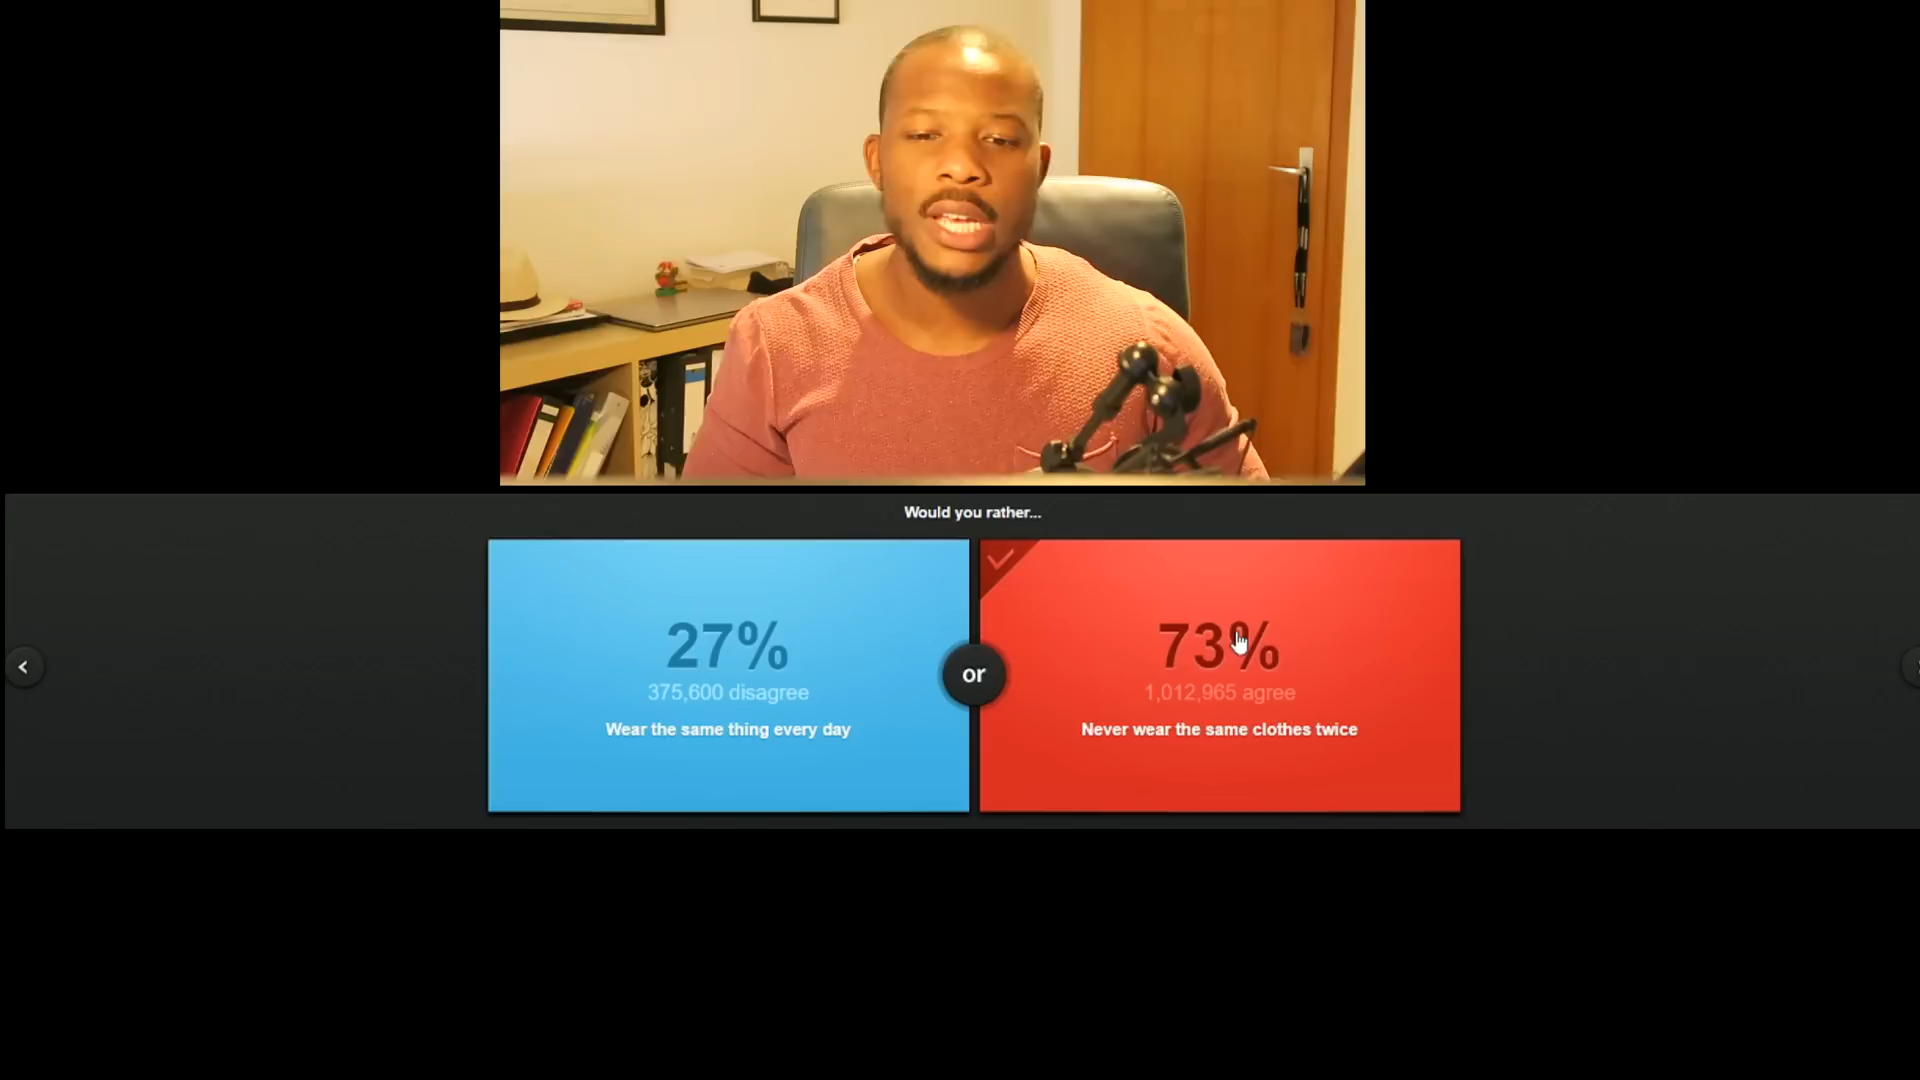 Would you rather...
27%
375,600 disagree
Wear the same thing every day
or
73%
1,012,965 agree
Never wear the same clothes twice